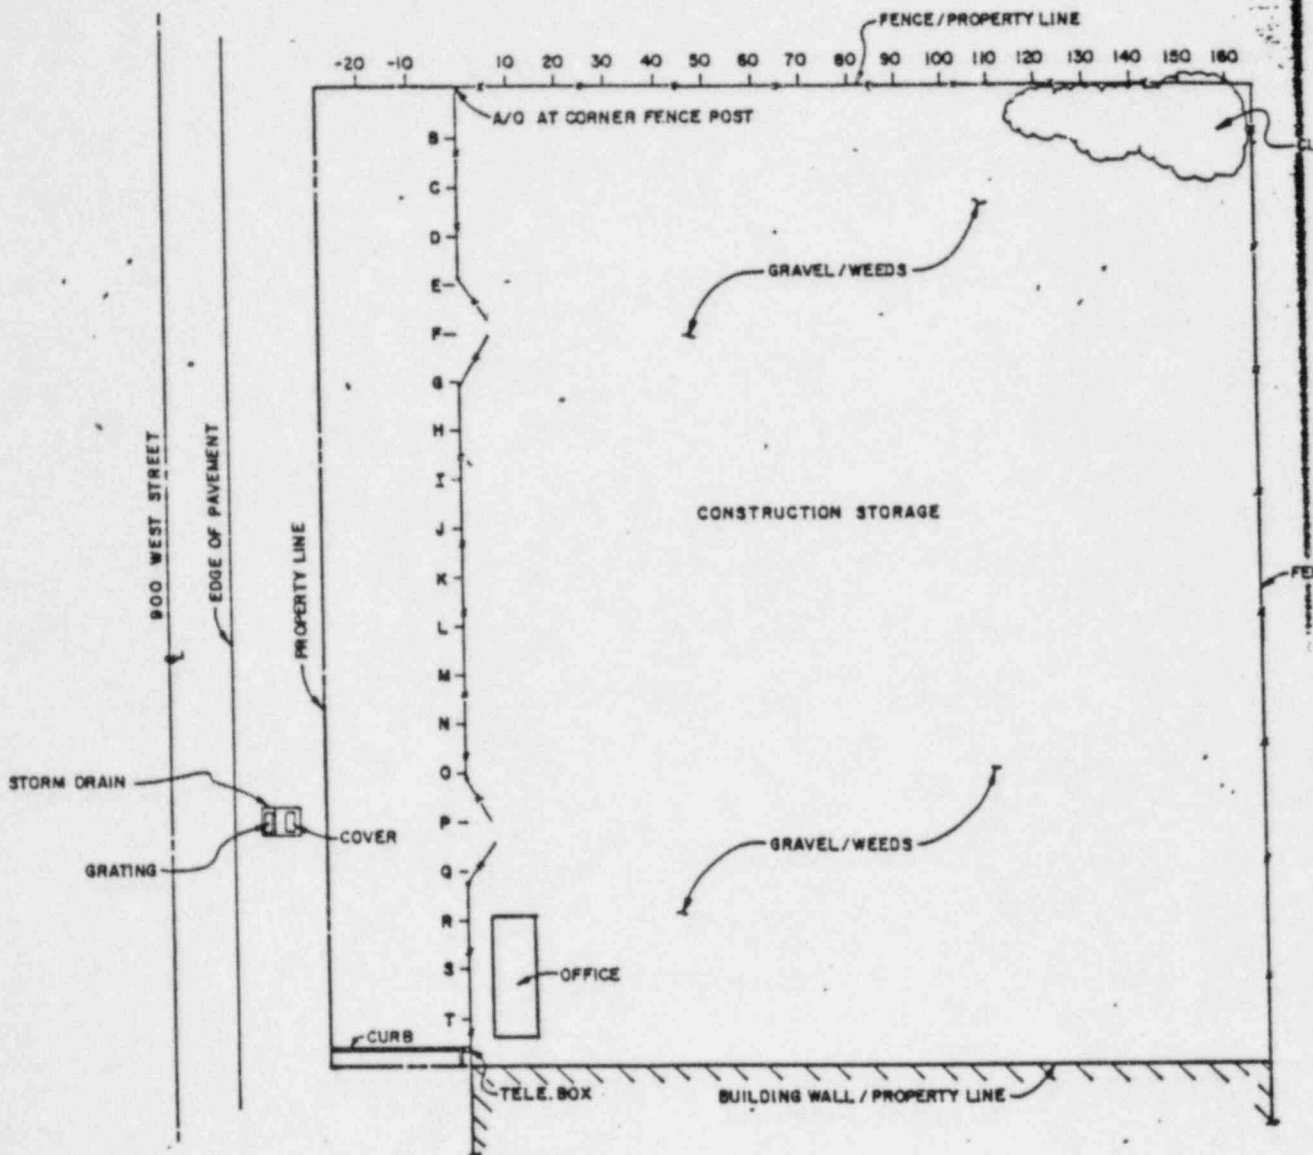 FENCE/PROPERTY LINE
-20 -10 10 20 30 40 50 60 70 80 90 100 110 120 130 140 150 160
A/0 AT CORNER FENCE POST
B
C
D
E
GRAVEL/WEEDS
F
G
H
I
CONSTRUCTION STORAGE
J
K
L
M
N
O
P
Q
R
S
T
900 WEST STREET
EDGE OF PAVEMENT
PROPERTY LINE
STORM DRAIN
COVER
GRATING
GRAVEL/WEEDS
OFFICE
CURB
TELE. BOX
BUILDING WALL / PROPERTY LINE